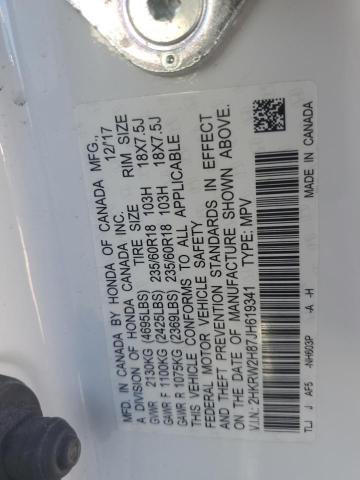 MFD. IN CANADA BY HONDA OF CANADA MFG.,
A DIVISION OF HONDA CANADA INC. 12/17
TIRE SIZE RIM SIZE
GVWR 2130KG (4695LBS)
GAWR F 1100KG (2425LBS) 235/60R18 103H 18X7.5J
GAWR R 1075KG (2369LBS) 235/60R18 103H 18X7.5J
THIS VEHICLE CONFORMS TO ALL APPLICABLE
FEDERAL MOTOR VEHICLE SAFETY
AND THEFT PREVENTION STANDARDS IN EFFECT
ON THE DATE OF MANUFACTURE SHOWN ABOVE.
V.I.N: 2HKRW2H87JH619341 TYPE: MPV
TLJ J AF5 -NH603P -A -H
MADE IN CANADA